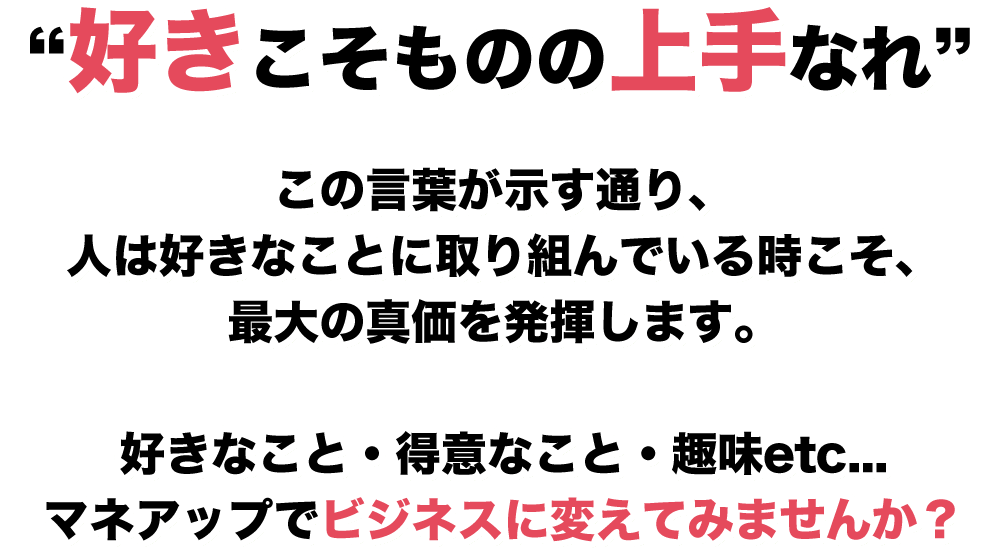 “好きこそものの上手なれ”
この言葉が示す通り、
人は好きなことに取り組んでいる時こそ、
最大の真価を発揮します。
好きなこと・得意なこと・趣味etc...
マネアップでビジネスに変えてみませんか？